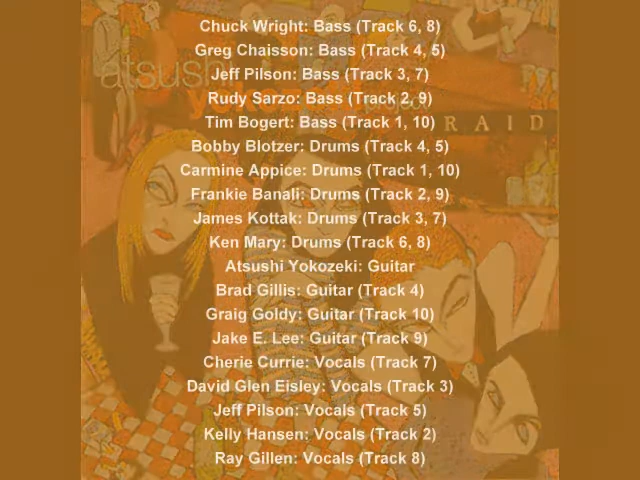 Chuck Wright: Bass (Track 6, 8)
Greg Chaisson: Bass (Track 4, 5)
atsushi
Jeff Pilson: Bass (Track 3, 7)
Rudy Sarzo: Bass (Track 2, 9)
Tim Bogert: Bass (Track 1, 10)
RAID
Bobby Blotzer: Drums (Track 4, 5)
Carmine Appice: Drums (Track 1, 10)
Frankie Banali: Drums (Track 2, 9)
James Kottak: Drums (Track 3, 7)
Ken Mary: Drums (Track 6, 8)
Atsushi Yokozeki: Guitar
Brad Gillis: Guitar (Track 4)
Graig Goldy: Guitar (Track 10)
Jake E. Lee: Guitar (Track 9)
Cherie Currie: Vocals (Track 7)
David Glen Eisley: Vocals (Track 3)
Jeff Pilson: Vocals (Track 5)
Kelly Hansen: Vocals (Track 2)
Ray Gillen: Vocals (Track 8)